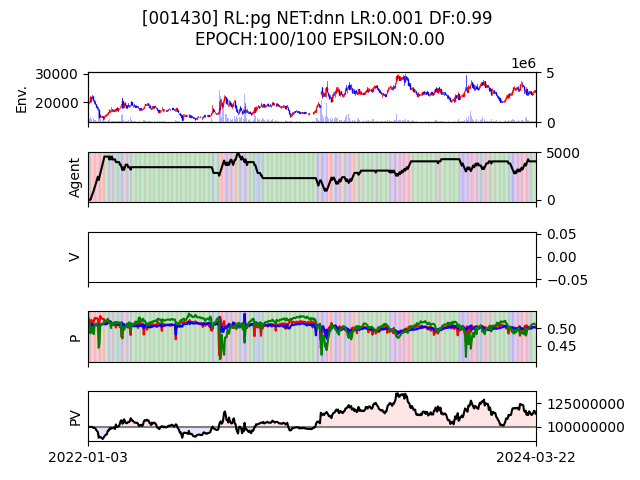 [001430] RL:pg NET:dnn LR:0.001 DF:0.99
EPOCH:100/100 EPSILON:0.00
1e6
Env.
30000
20000
5
0
Agent
5000
0
V
0.05
0.00
−0.05
P
0.50
0.45
PV
125000000
100000000
2022-01-03
2024-03-22